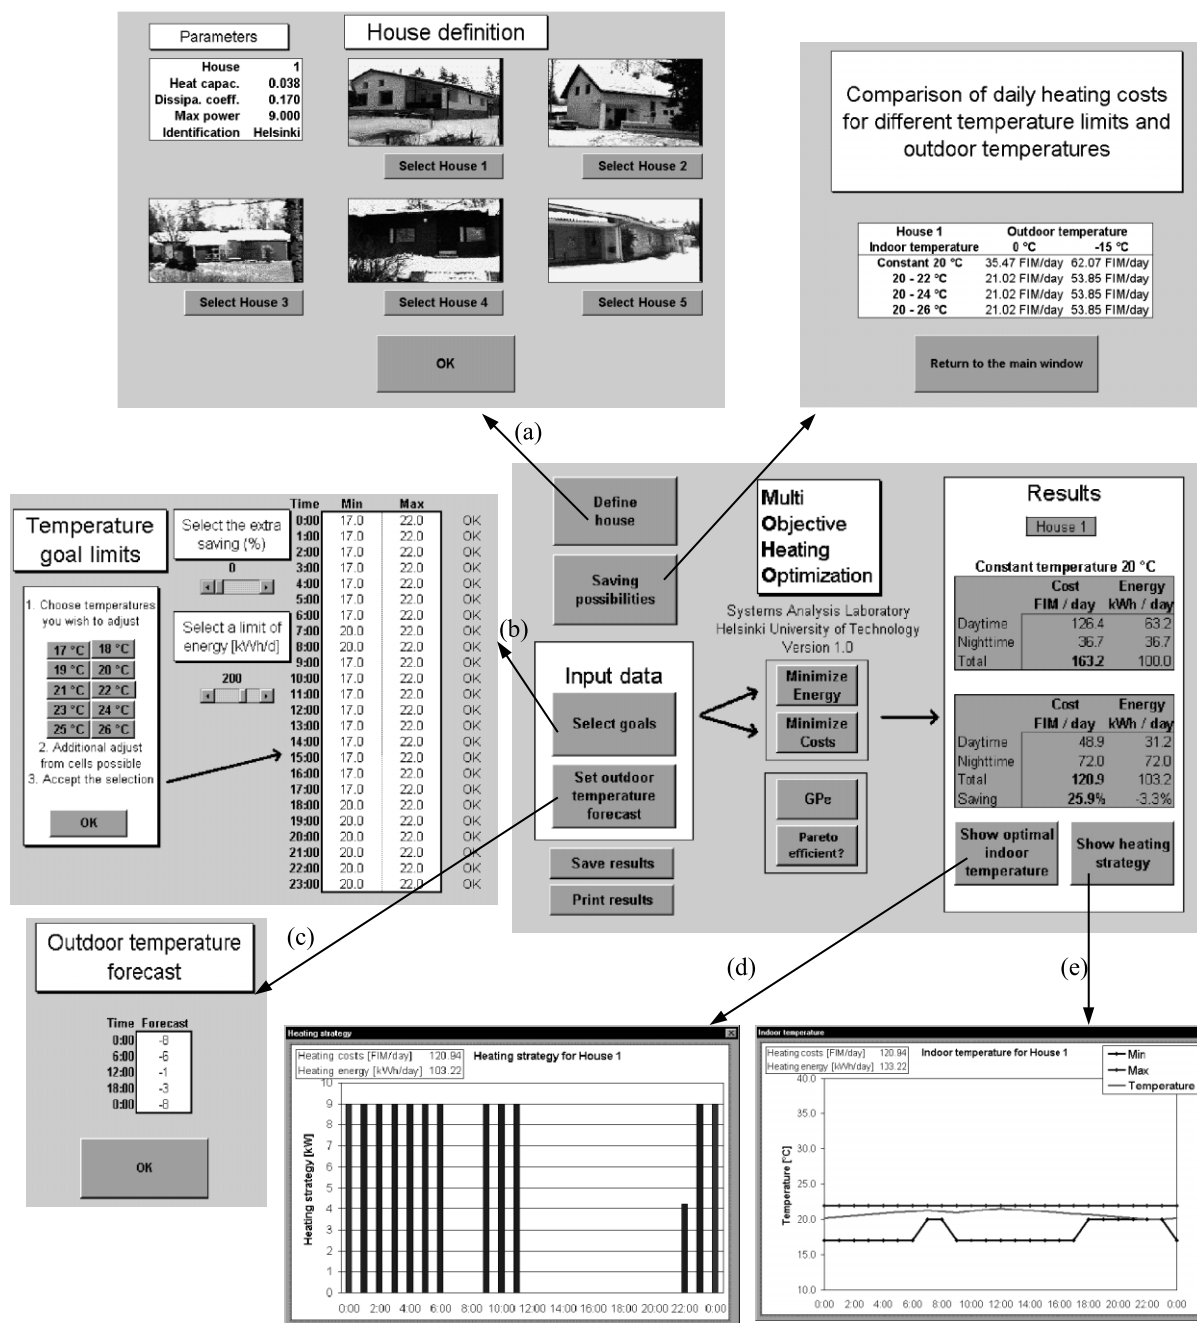 Parameters
House definition
House 1
Heat capac. 0.038
Dissipa. coeff. 0.170
Max power 9.000
Identification Helsinki
Select House 1
Select House 2
Select House 3
Select House 4
Select House 5
OK
Comparison of daily heating costs
for different temperature limits and
outdoor temperatures
House 1 Outdoor temperature
Indoor temperature 0 °C -15 °C
Constant 20 °C 35.47 FIM/day 62.07 FIM/day
20 - 22 °C 21.02 FIM/day 53.85 FIM/day
20 - 24 °C 21.02 FIM/day 53.85 FIM/day
20 - 26 °C 21.02 FIM/day 53.85 FIM/day
Return to the main window
(a)
Temperature
goal limits
1. Choose temperatures
you wish to adjust
17 °C 18 °C
19 °C 20 °C
21 °C 22 °C
23 °C 24 °C
25 °C 26 °C
2. Additional adjust
from cells possible
3. Accept the selection
OK
Select the extra
saving (%)
0
Select a limit of
energy [kWh/d]
200
Time Min Max
0:00 17.0 22.0 OK
1:00 17.0 22.0 OK
2:00 17.0 22.0 OK
3:00 17.0 22.0 OK
4:00 17.0 22.0 OK
5:00 17.0 22.0 OK
6:00 17.0 22.0 OK
7:00 20.0 22.0 OK
8:00 20.0 22.0 OK
9:00 17.0 22.0 OK
10:00 17.0 22.0 OK
11:00 17.0 22.0 OK
12:00 17.0 22.0 OK
13:00 17.0 22.0 OK
14:00 17.0 22.0 OK
15:00 17.0 22.0 OK
16:00 17.0 22.0 OK
17:00 17.0 22.0 OK
18:00 20.0 22.0 OK
19:00 20.0 22.0 OK
20:00 20.0 22.0 OK
21:00 20.0 22.0 OK
22:00 20.0 22.0 OK
23:00 20.0 22.0 OK
(b)
Define
house
Saving
possibilities
Multi
Objective
Heating
Optimization
Systems Analysis Laboratory
Helsinki University of Technology
Version 1.0
Input data
Select goals
Set outdoor
temperature
forecast
Save results
Print results
Minimize
Energy
Minimize
Costs
GPe
Pareto
efficient?
Results
House 1
Constant temperature 20 °C
Cost Energy
FIM / day kWh / day
Daytime 126.4 63.2
Nighttime 36.7 36.7
Total 163.2 100.0
Cost Energy
FIM / day kWh / day
Daytime 48.9 31.2
Nighttime 72.0 72.0
Total 120.9 103.2
Saving 25.9% -3.3%
Show optimal
indoor
temperature
Show heating
strategy
(c)
(d)
(e)
Outdoor temperature
forecast
Time Forecast
0:00 -8
6:00 -6
12:00 -1
18:00 -3
0:00 -8
OK
Heating strategy
Heating costs [FIM/day] 120.94
Heating energy [kWh/day] 103.22
Heating strategy for House 1
Heating strategy [kW]
10
9
8
7
6
5
4
3
2
1
0
0:00 2:00 4:00 6:00 8:00 10:00 12:00 14:00 16:00 18:00 20:00 22:00 0:00
Indoor temperature
Heating costs [FIM/day] 120.94
Heating energy [kWh/day] 133.22
Indoor temperature for House 1
Min
Max
Temperature
Temperature [°C]
40.0
35.0
30.0
25.0
20.0
15.0
10.0
0:00 2:00 4:00 6:00 8:00 10:00 12:00 14:00 16:00 18:00 20:00 22:00 0:00